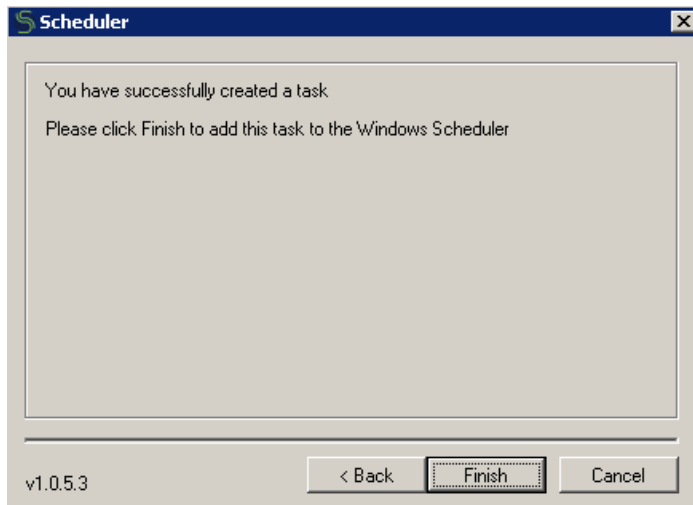 Scheduler
You have successfully created a task
Please click Finish to add this task to the Windows Scheduler
v1.0.5.3
< Back
Finish
Cancel